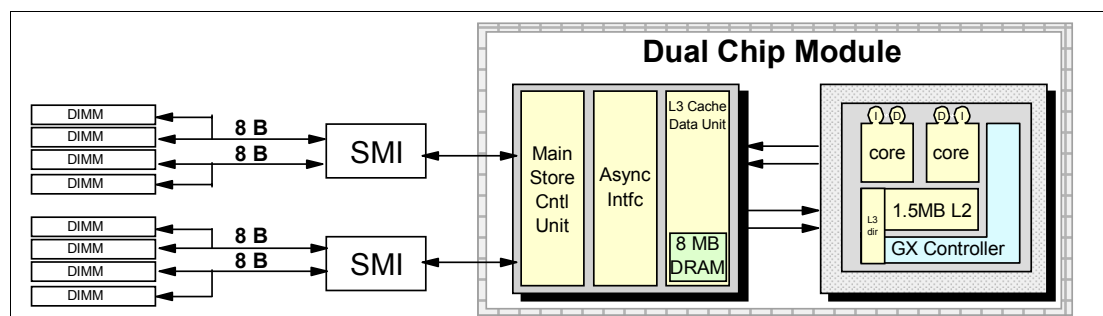 Dual Chip Module
DIMM
DIMM
DIMM
DIMM
8 B
8 B
SMI
DIMM
DIMM
DIMM
DIMM
8 B
8 B
SMI
Main
Store
Cntl
Unit
Async
Intfc
L3 Cache
Data Unit
8 MB
DRAM
I
D
D
I
core
core
L3
dir
1.5MB L2
GX Controller